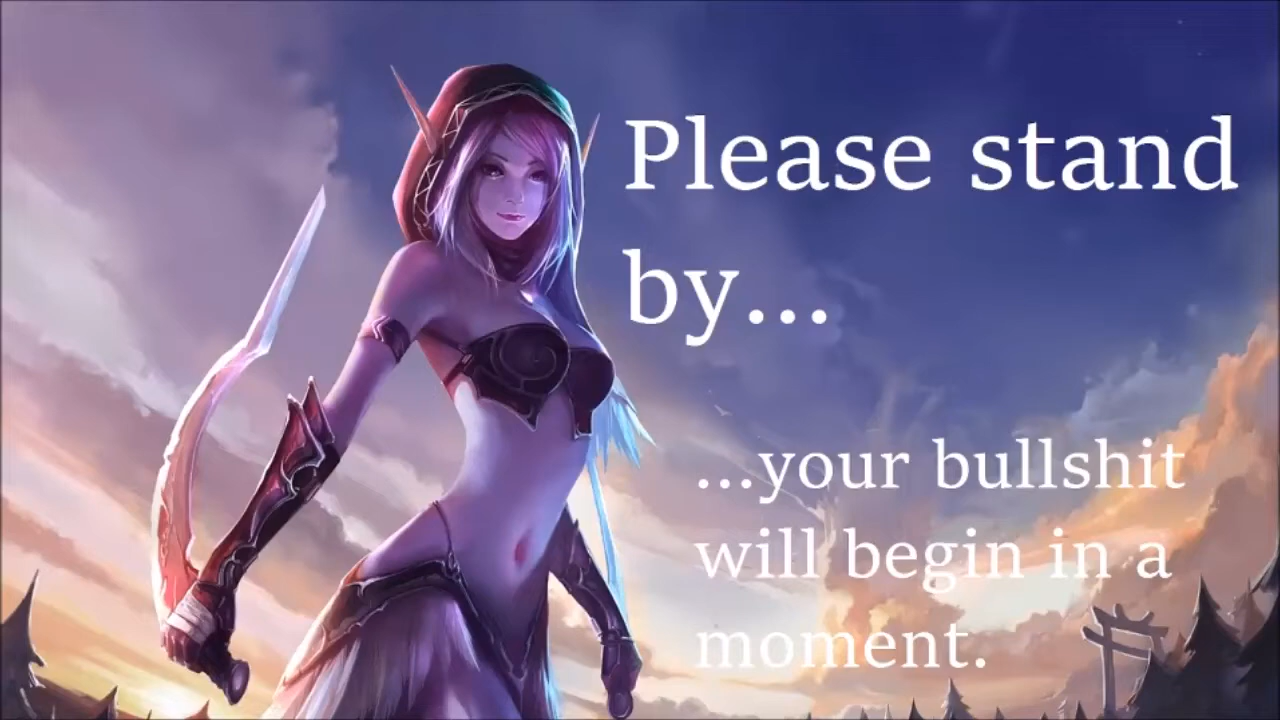 Please stand
by...
...your bullshit
will begin in a
moment.